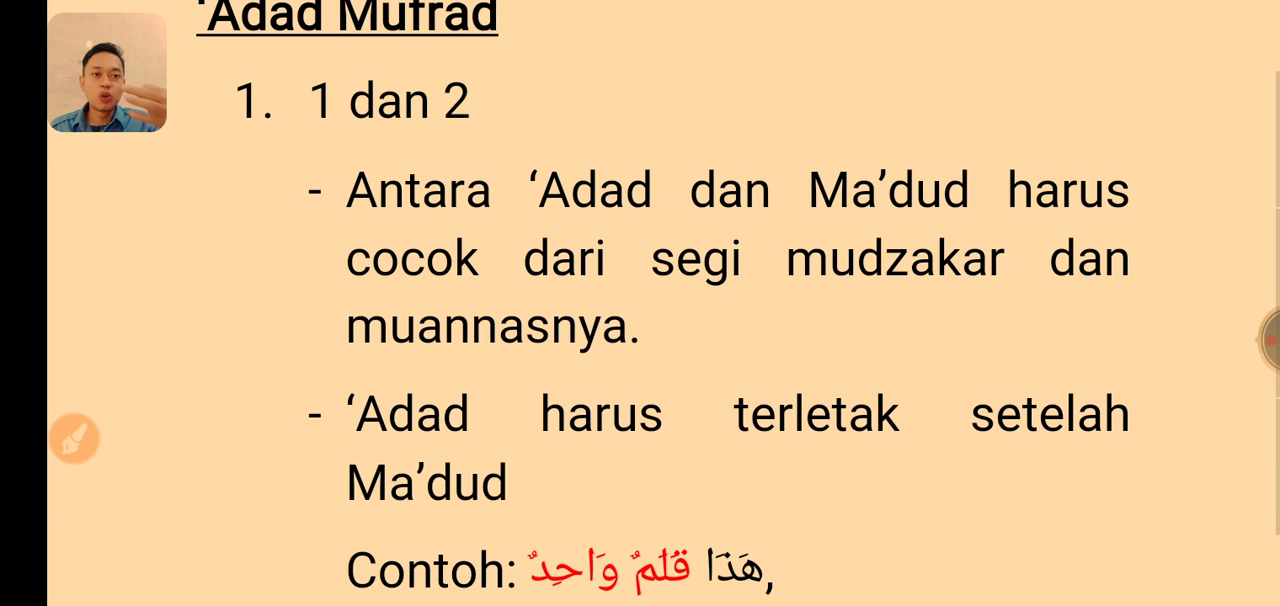 ‘Adad Mufrad
1. 1 dan 2
- Antara ‘Adad dan Ma’dud harus
cocok dari segi mudzakar dan
muannasnya.
- ‘Adad harus terletak setelah
Ma’dud
Contoh: هَذَا قَلَمٌ وَاحِدٌ,